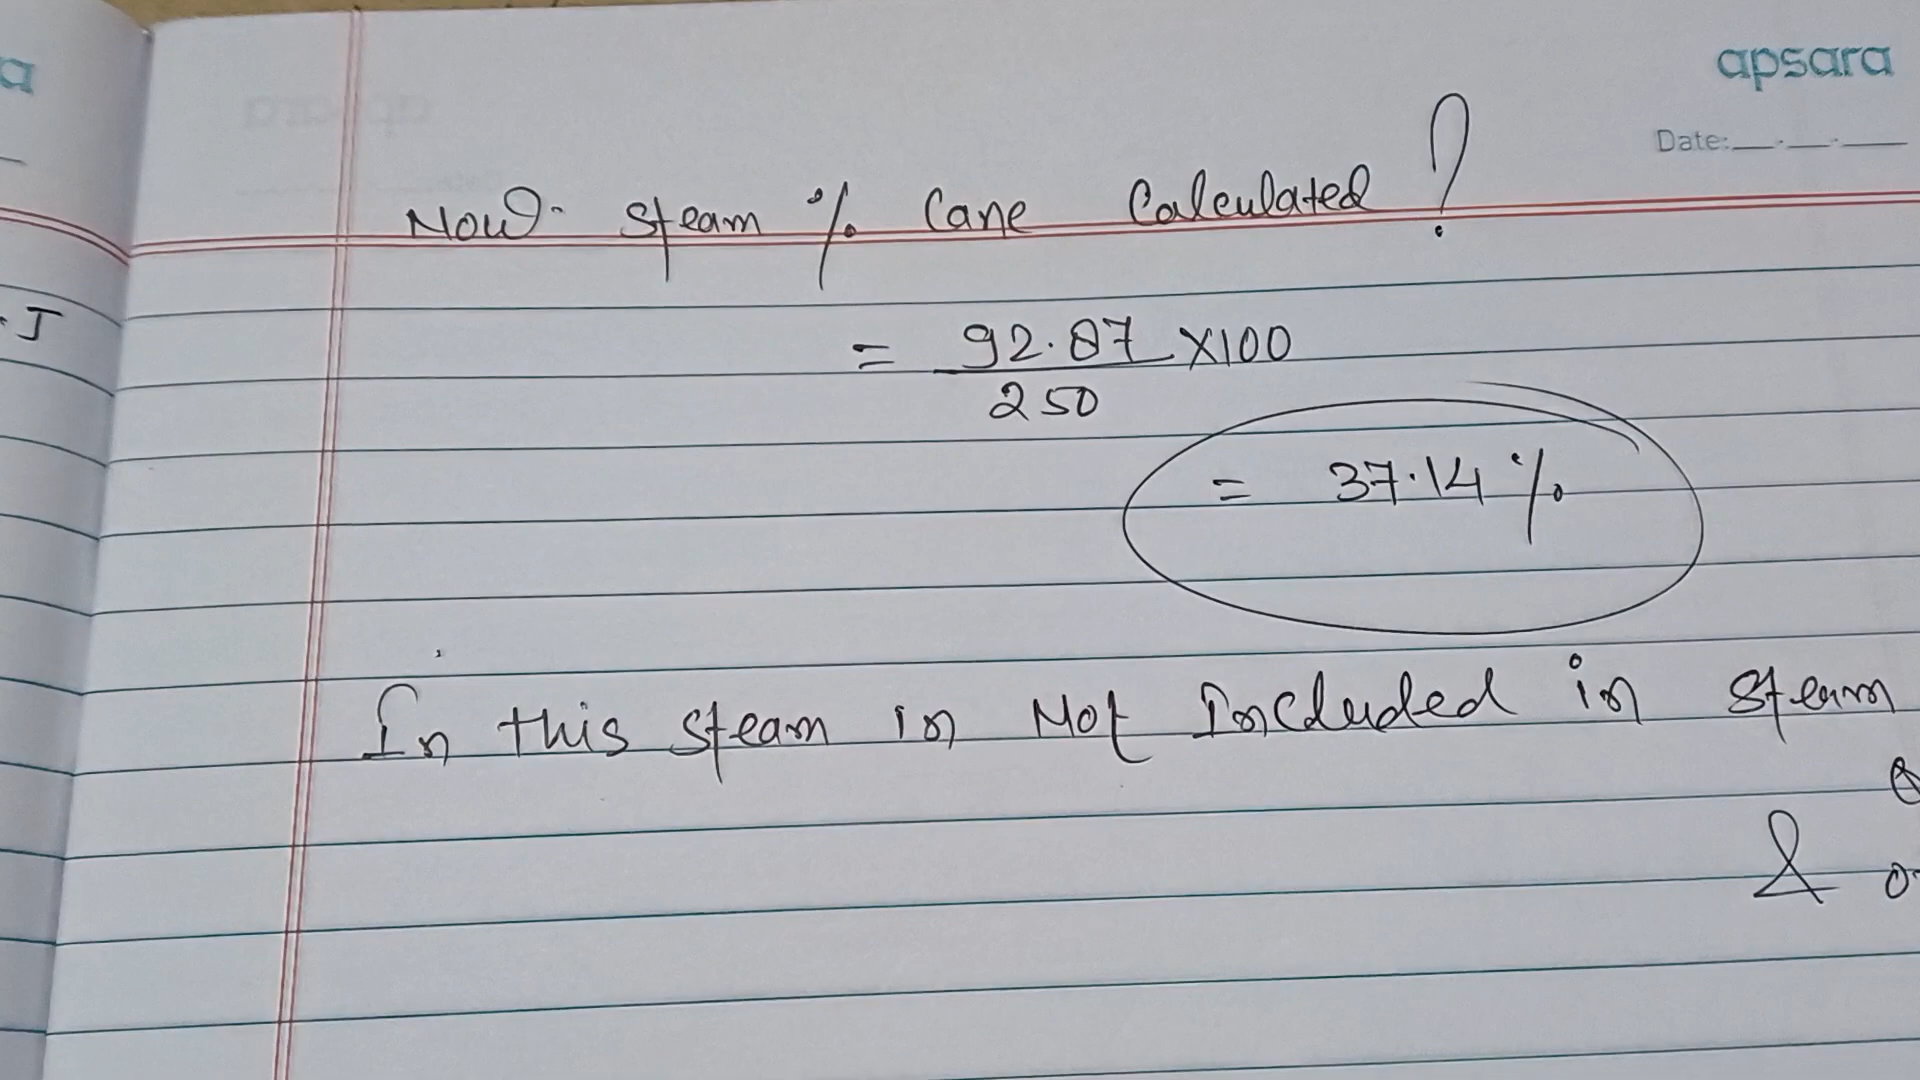 apsara
Date:
Now- Steam % Cane Calculated ?
= 92.87 X100
250
= 37.14 %
In this steam in Not Included in Steam
&